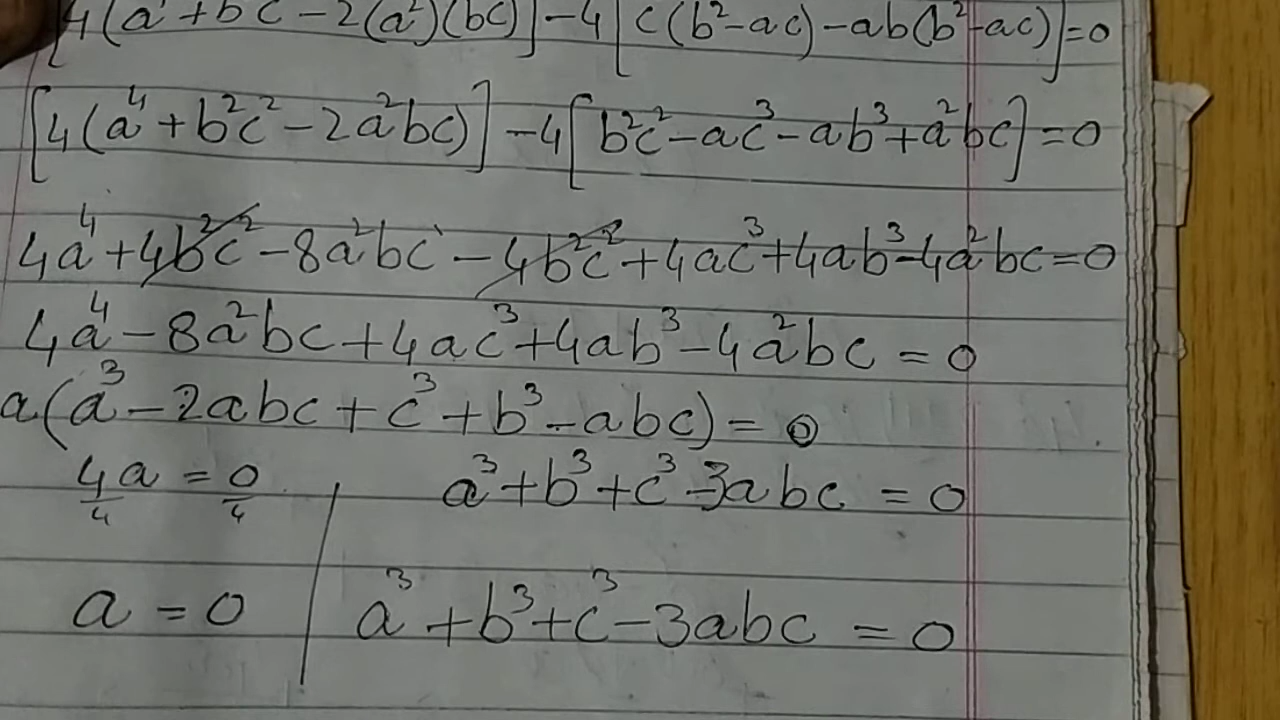 [4(a⁴+bc-2(a²)(bc)]-4[c(b²-ac)-ab(b²-ac)]=0
[4(a⁴+b²c²-2a²bc)]-4[b²c²-ac³-ab³+a²bc]=0
4a⁴+4b²c²-8a²bc-4b²c²+4ac³+4ab³-4a²bc=0
4a⁴-8a²bc+4ac³+4ab³-4a²bc=0
a(a³-2abc+c³+b³-abc)=0
4a/4=0/4 a³+b³+c³-3abc=0
a=0 a³+b³+c³-3abc=0